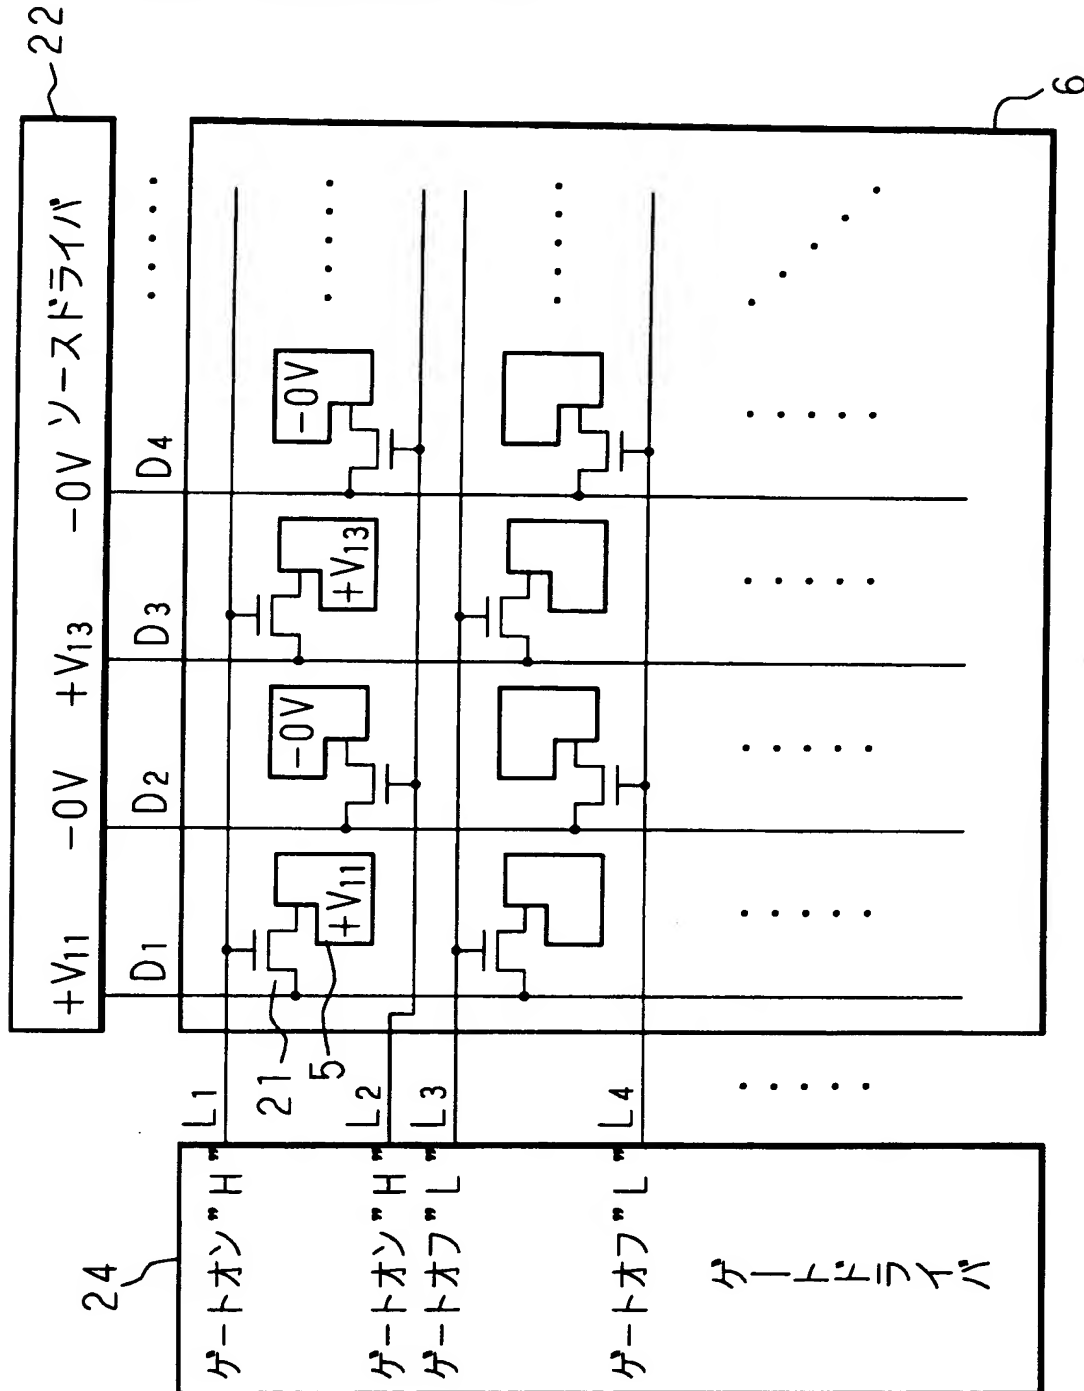 22
+V11 -0V +V13 -0V ソースドライバ
D1 D2 D3 D4
24
6
ゲートオン"H" L1
21
5
+V11 -0V +V13 -0V
ゲートオン"H" L2
ゲートオフ"L" L3
ゲートオフ"L" L4
ゲートドライバ